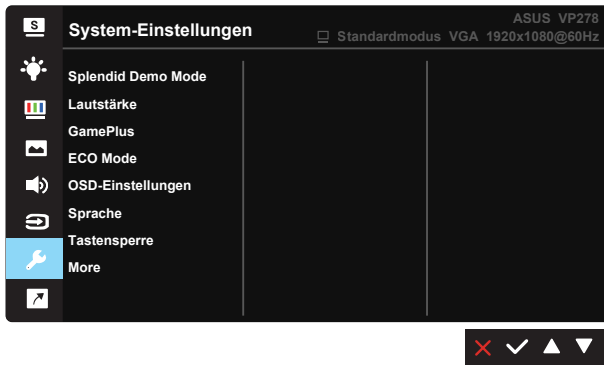 S
System-Einstellungen
ASUS VP278
Standardmodus VGA 1920x1080@60Hz
Splendid Demo Mode
Lautstärke
GamePlus
ECO Mode
OSD-Einstellungen
Sprache
Tastensperre
More